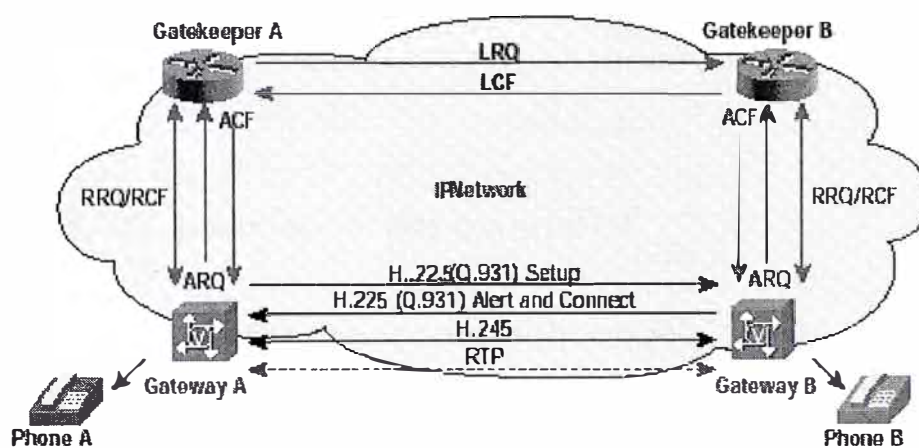 Gatekeeper A
Gatekeeper B
LRQ
LCF
ACF
ACF
RRQ/RCF
IPNetwork
RRQ/RCF
ARQ
H..225(Q.931) Setup
ARQ
H.225 (Q.931) Alert and Connect
H.245
RTP
Gateway A
Gateway B
Phone A
Phone B